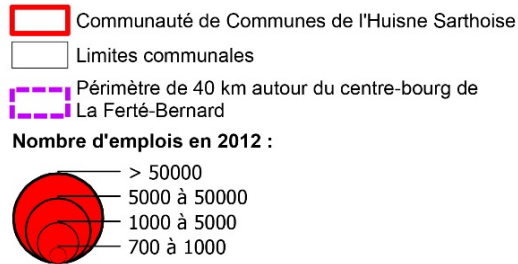 Communauté de Communes de l'Huisne Sarthoise
Limites communales
Périmètre de 40 km autour du centre-bourg de
La Ferté-Bernard
Nombre d'emplois en 2012 :
> 50000
5000 à 50000
1000 à 5000
700 à 1000